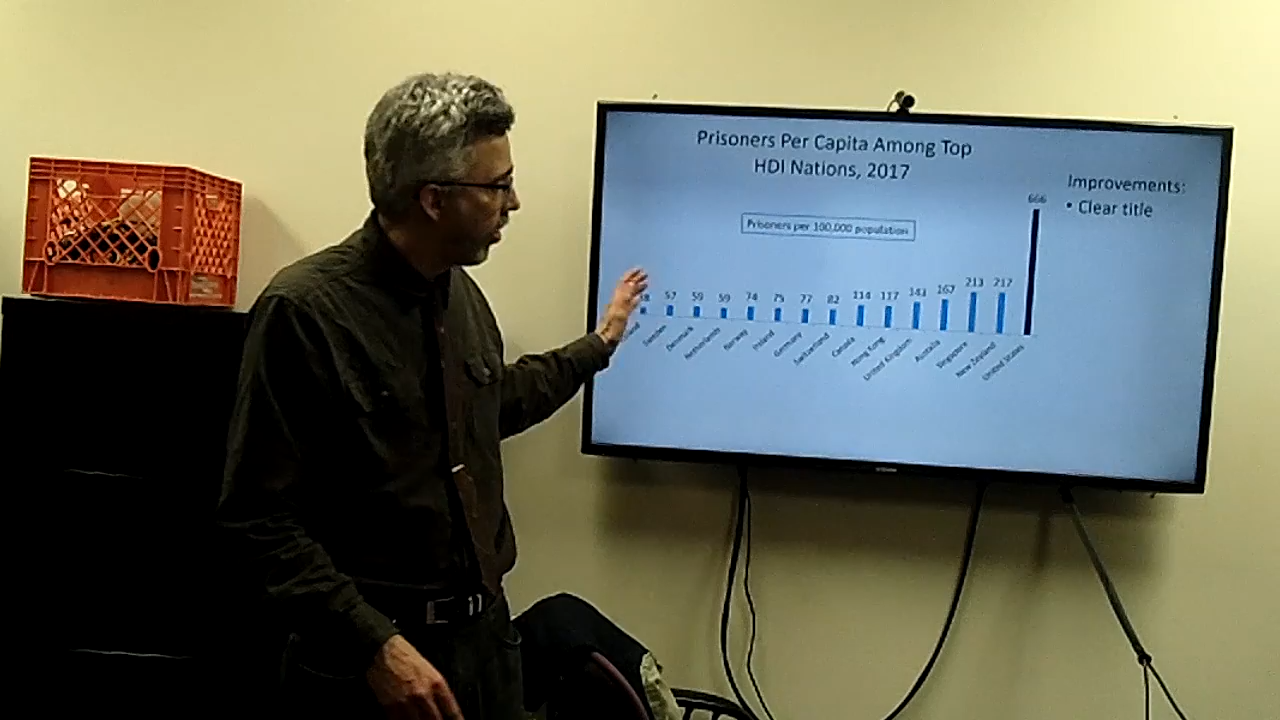 Prisoners Per Capita Among Top
HDI Nations, 2017
Improvements:
• Clear title
Prisoners per 100,000 population
57 59 59 74 75 77 82 114 117 143 167 213 217 666
Sweden
Denmark
Netherlands
Norway
Germany
Switzerland
Canada
Hong Kong
United Kingdom
Australia
Singapore
New Zealand
United States